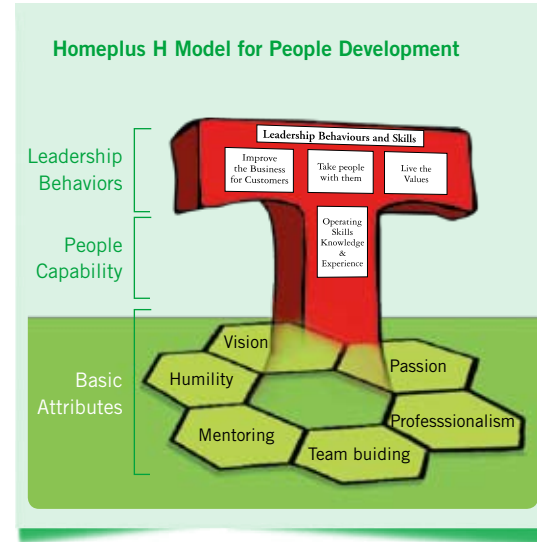 Homeplus H Model for People Development
Leadership
Behaviors
Leadership Behaviours and Skills
Improve
the Business
for Customers
Take people
with them
Live the
Values
People
Capability
Operating
Skills
Knowledge
&
Experience
Basic
Attributes
Vision
Passion
Humility
Professsionalism
Mentoring
Team buiding